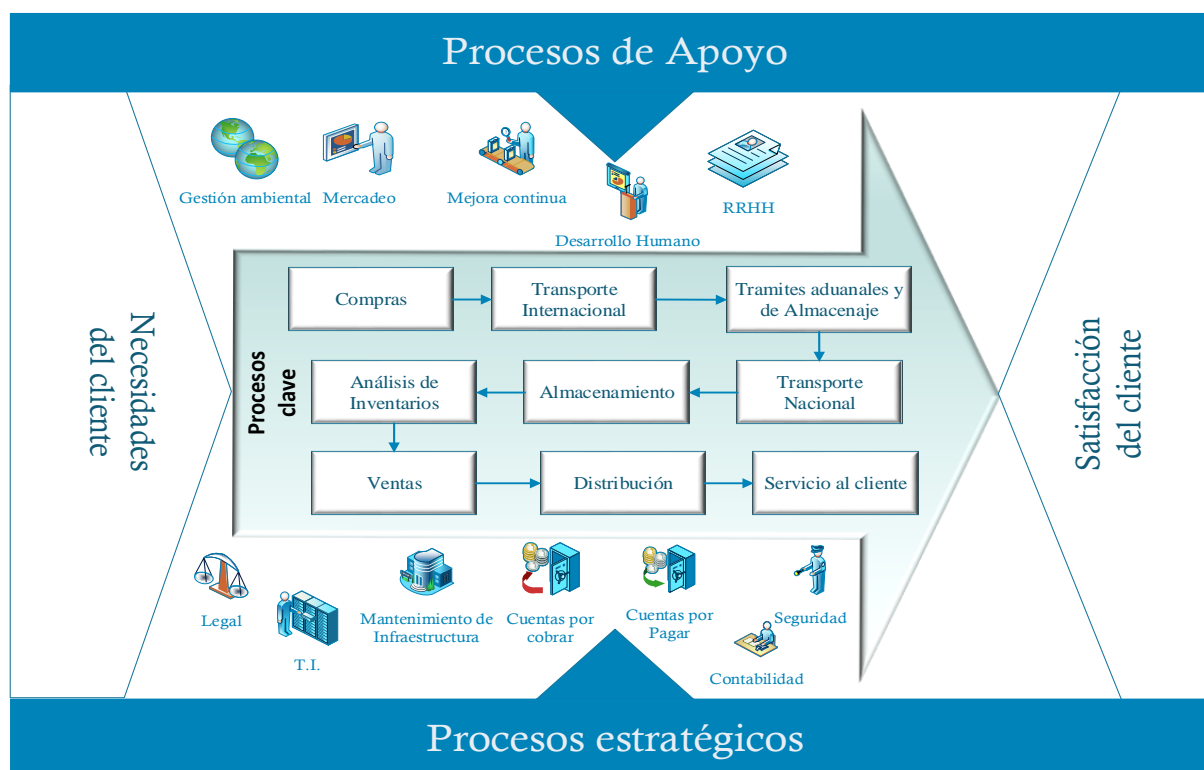 Procesos de Apoyo
Gestión ambiental
Mercadeo
Mejora continua
Desarrollo Humano
RRHH
Necesidades
del cliente
Procesos
clave
Compras
Transporte
Internacional
Tramites aduanales y
de Almacenaje
Análisis de
Inventarios
Almacenamiento
Transporte
Nacional
Ventas
Distribución
Servicio al cliente
Satisfacción
del cliente
Legal
T.I.
Mantenimiento de
Infraestructura
Cuentas por
cobrar
Cuentas por
Pagar
Contabilidad
Seguridad
Procesos estratégicos